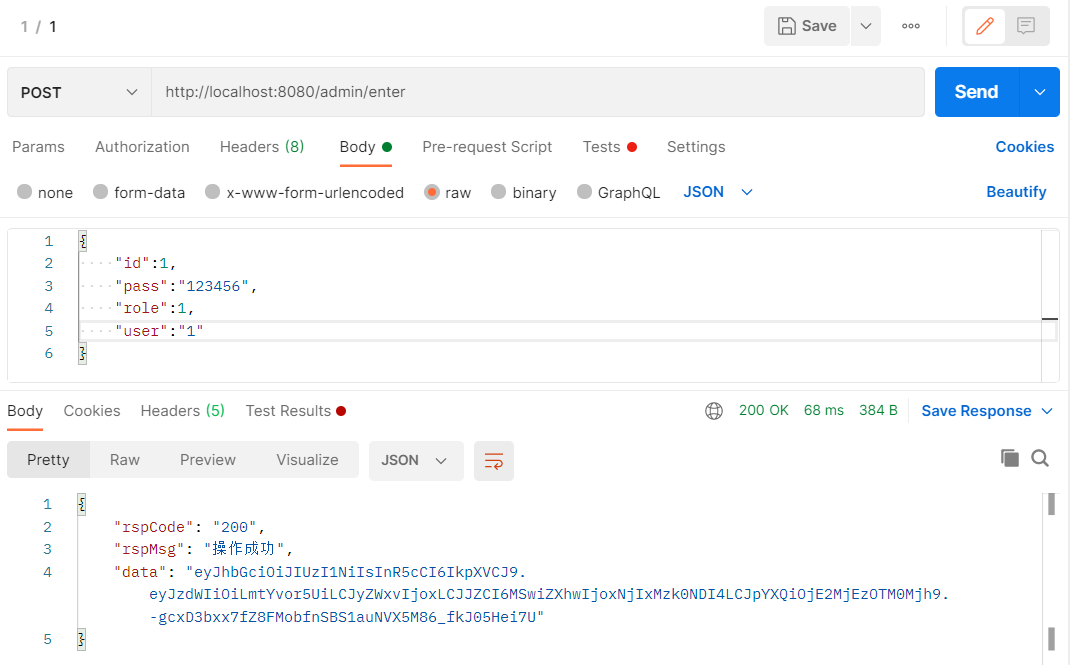 1 / 1
Save
POST
http://localhost:8080/admin/enter
Send
Params Authorization Headers (8) Body Pre-request Script Tests Settings Cookies
none form-data x-www-form-urlencoded raw binary GraphQL JSON Beautify
1 {
2 ····"id":1,
3 ····"pass":"123456",
4 ····"role":1,
5 ····"user":"1"
6 }
Body Cookies Headers (5) Test Results 200 OK 68 ms 384 B Save Response
Pretty Raw Preview Visualize JSON
1 {
2 "rspCode": "200",
3 "rspMsg": "操作成功",
4 "data": "eyJhbGciOiJIUzI1NiIsInR5cCI6IkpXVCJ9.
eyJzdWIiOiLmtYvor5UiLCJyZWxvIjoxLCJJZCI6MSwiZXhwIjoxNjIxMzk0NDI4LCJpYXQiOjE2MjEzOTM0Mjh9.
-gcxD3bxx7fZ8FMobfnSBS1auNVX5M86_fkJ05Hei7U"
5 }